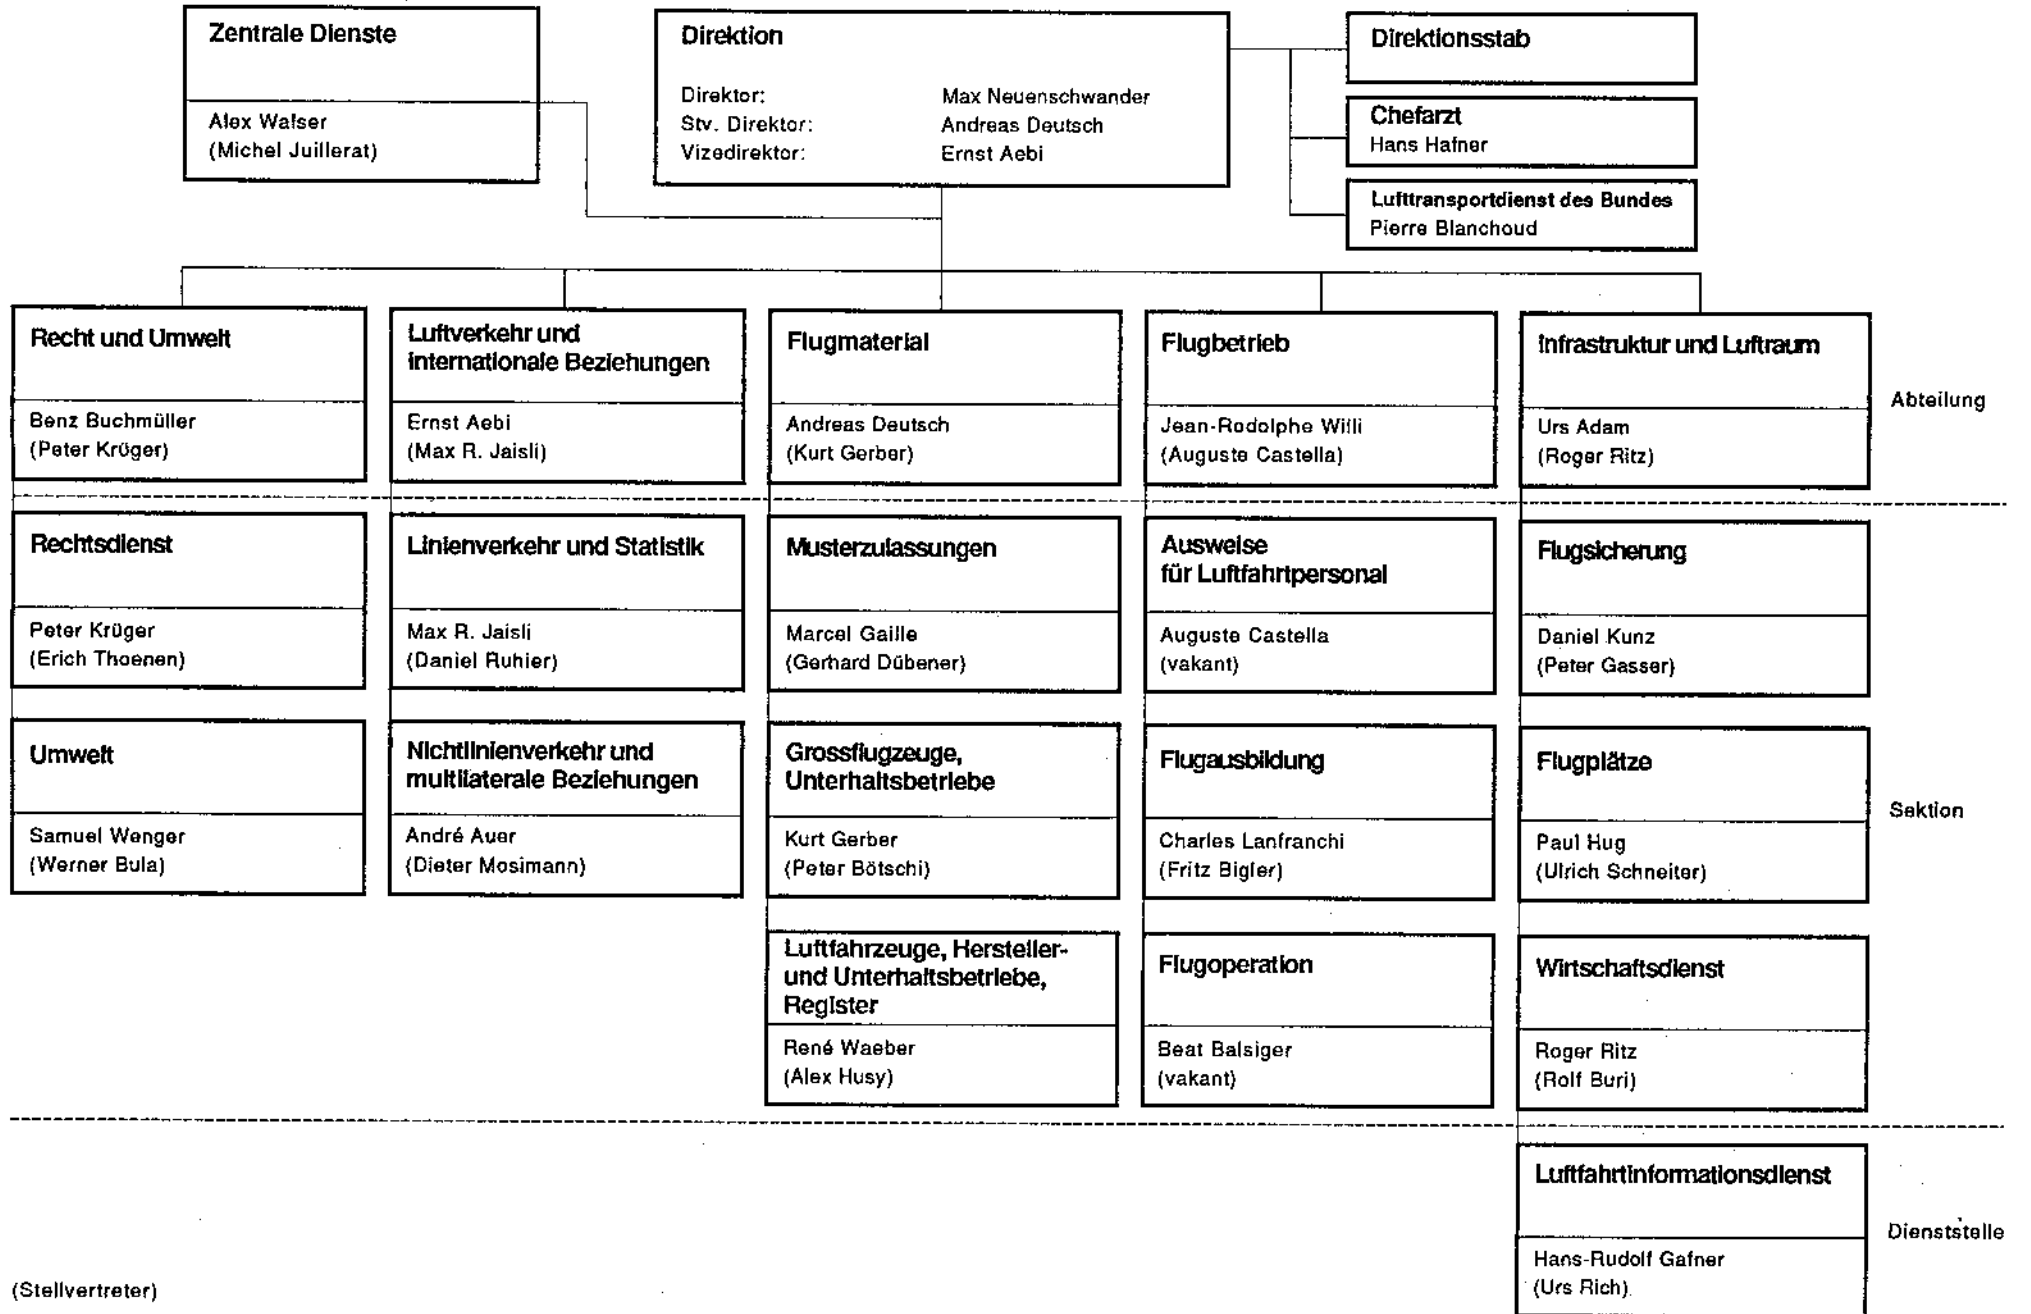 Zentrale Dienste
Alex Walser
(Michel Juillerat)
Direktion
Direktor: Max Neuenschwander
Stv. Direktor: Andreas Deutsch
Vizedirektor: Ernst Aebi
Direktionsstab
Chefarzt
Hans Hafner
Lufttransportdienst des Bundes
Pierre Blanchoud
Recht und Umwelt
Benz Buchmüller
(Peter Krüger)
Luftverkehr und
internationale Beziehungen
Ernst Aebi
(Max R. Jaisli)
Flugmaterial
Andreas Deutsch
(Kurt Gerber)
Flugbetrieb
Jean-Rodolphe Willi
(Auguste Castella)
Infrastruktur und Luftraum
Urs Adam
(Roger Ritz)
Abteilung
Rechtsdienst
Peter Krüger
(Erich Thoenen)
Linienverkehr und Statistik
Max R. Jaisli
(Daniel Ruhier)
Musterzulassungen
Marcel Gaille
(Gerhard Dübener)
Ausweise
für Luftfahrtpersonal
Auguste Castella
(vakant)
Flugsicherung
Daniel Kunz
(Peter Gasser)
Umwelt
Samuel Wenger
(Werner Bula)
Nichtlinienverkehr und
multilaterale Beziehungen
André Auer
(Dieter Mosimann)
Grossflugzeuge,
Unterhaltsbetriebe
Kurt Gerber
(Peter Bötschi)
Flugausbildung
Charles Lanfranchi
(Fritz Bigler)
Flugplätze
Paul Hug
(Ulrich Schneiter)
Sektion
Luftfahrzeuge, Hersteller-
und Unterhaltsbetriebe,
Register
René Waeber
(Alex Husy)
Flugoperation
Beat Balsiger
(vakant)
Wirtschaftsdienst
Roger Ritz
(Rolf Buri)
Luftfahrtinformationsdienst
Hans-Rudolf Gafner
(Urs Rich)
Dienststelle
(Stellvertreter)